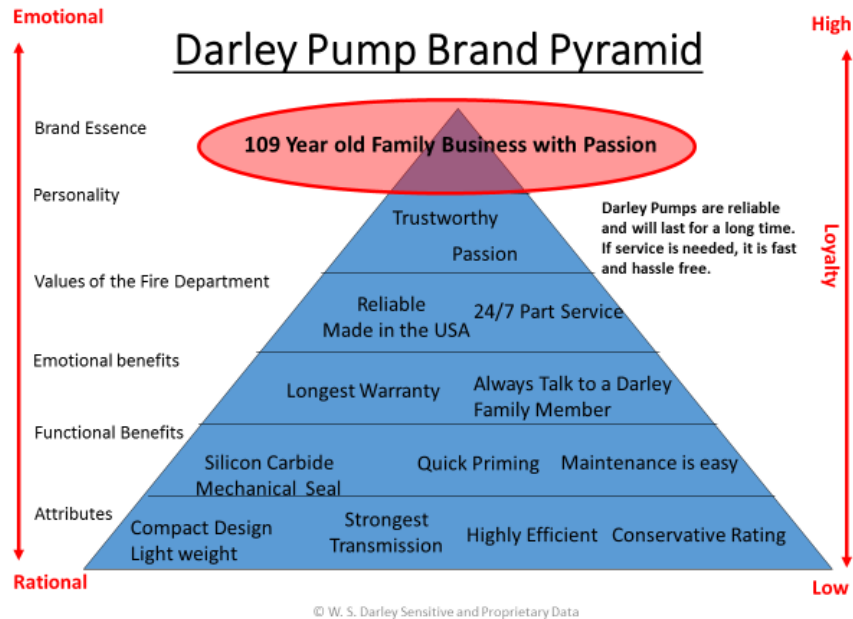 Emotional
High
Darley Pump Brand Pyramid
Brand Essence
109 Year old Family Business with Passion
Personality
Trustworthy
Passion
Darley Pumps are reliable
and will last for a long time.
If service is needed, it is fast
and hassle free.
Loyalty
Values of the Fire Department
Reliable
Made in the USA
24/7 Part Service
Emotional benefits
Longest Warranty
Always Talk to a Darley
Family Member
Functional Benefits
Silicon Carbide
Mechanical Seal
Quick Priming
Maintenance is easy
Attributes
Compact Design
Light weight
Strongest
Transmission
Highly Efficient
Conservative Rating
Rational
Low
© W. S. Darley Sensitive and Proprietary Data